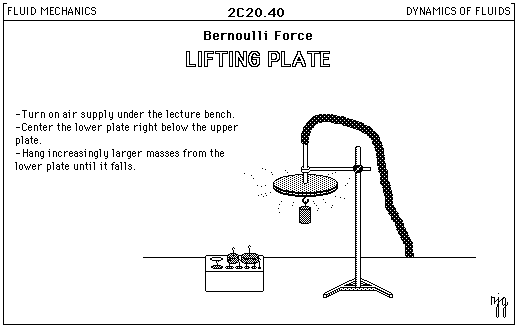 FLUID MECHANICS
2C20.40
DYNAMICS OF FLUIDS
Bernoulli Force
LIFTING PLATE
-Turn on air supply under the lecture bench.
-Center the lower plate right below the upper
plate.
-Hang increasingly larger masses from the
lower plate until it falls.